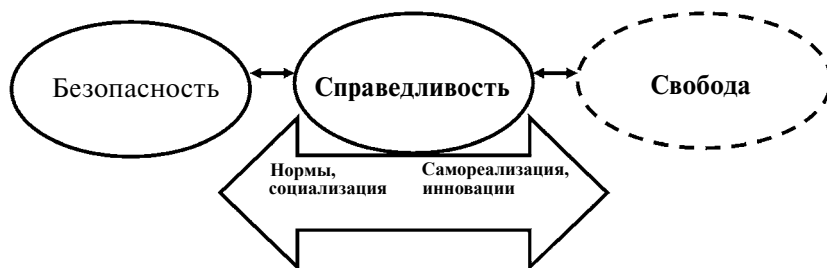 Безопасность
Справедливость
Свобода
Нормы,
социализация
Самореализация,
инновации